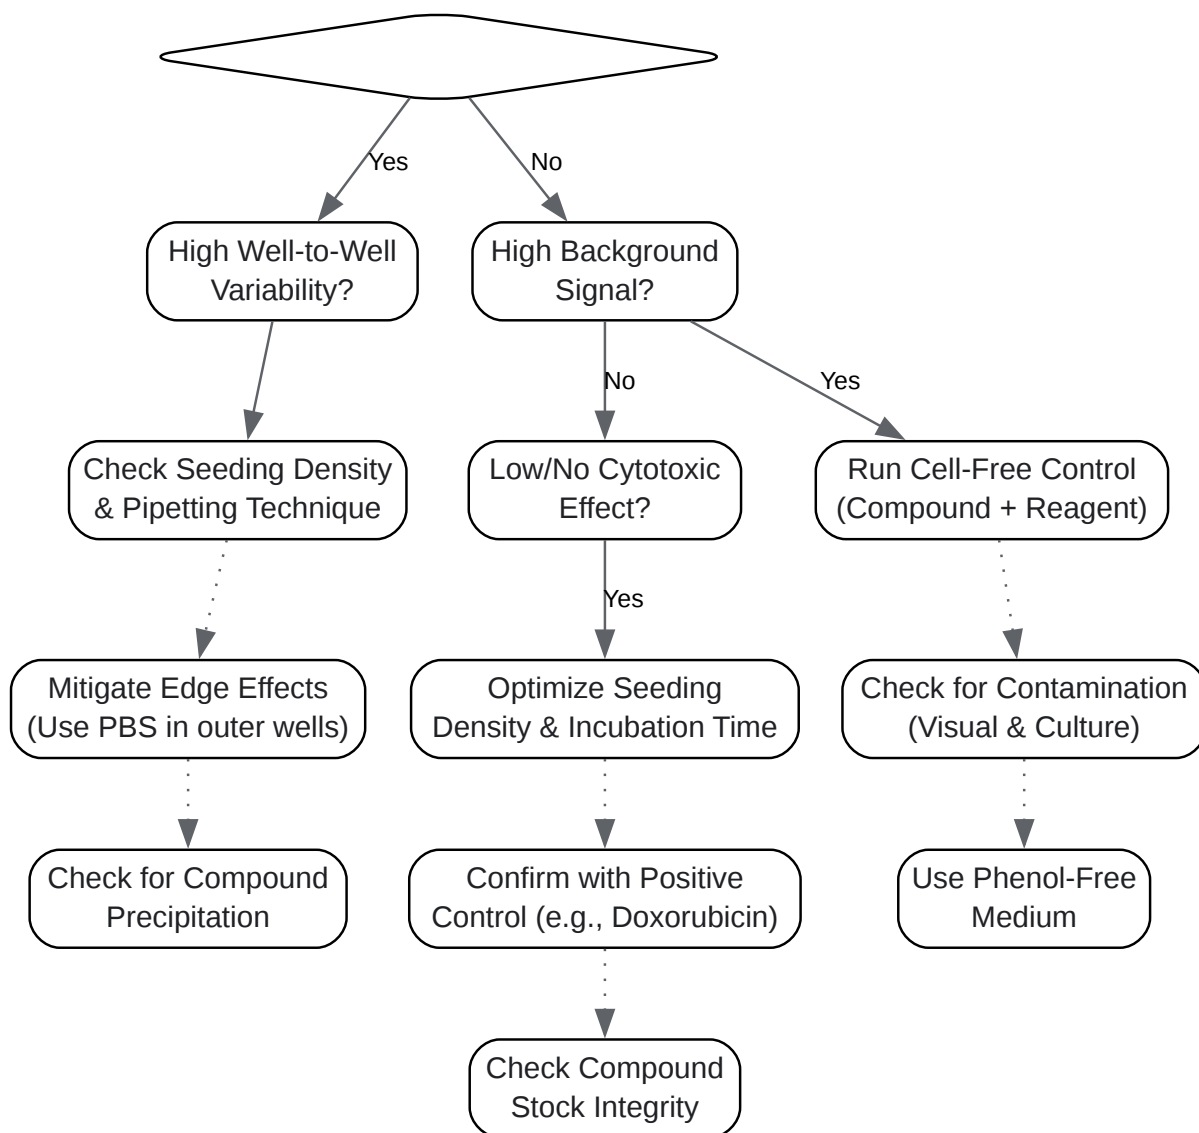 Yes
No
High Well-to-Well
Variability?
High Background
Signal?
No
Yes
Check Seeding Density
& Pipetting Technique
Low/No Cytotoxic
Effect?
Run Cell-Free Control
(Compound + Reagent)
Yes
Mitigate Edge Effects
(Use PBS in outer wells)
Optimize Seeding
Density & Incubation Time
Check for Contamination
(Visual & Culture)
Check for Compound
Precipitation
Confirm with Positive
Control (e.g., Doxorubicin)
Use Phenol-Free
Medium
Check Compound
Stock Integrity